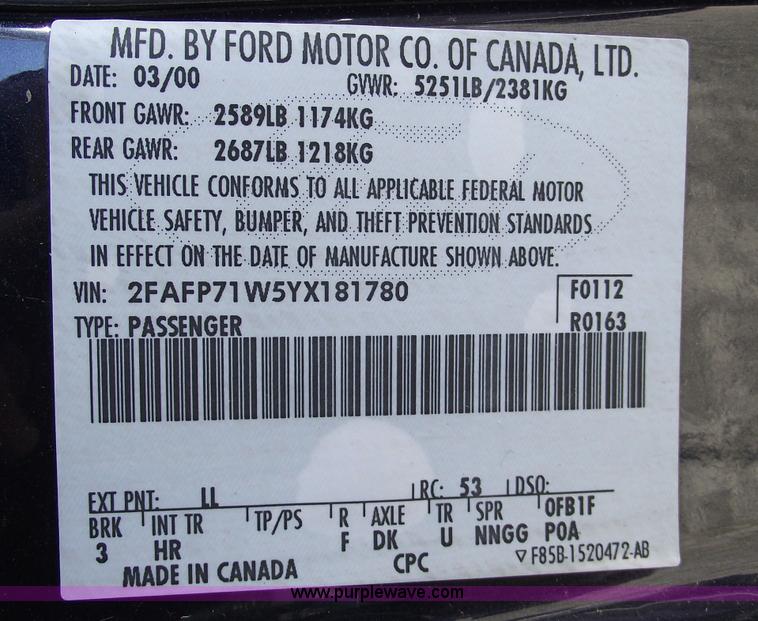 MFD. BY FORD MOTOR CO. OF CANADA, LTD.
DATE: 03/00 GVWR: 5251LB/2381KG
FRONT GAWR: 2589LB 1174KG
REAR GAWR: 2687LB 1218KG
THIS VEHICLE CONFORMS TO ALL APPLICABLE FEDERAL MOTOR
VEHICLE SAFETY, BUMPER, AND THEFT PREVENTION STANDARDS
IN EFFECT ON THE DATE OF MANUFACTURE SHOWN ABOVE.
VIN: 2FAFP71W5YX181780 F0112
TYPE: PASSENGER R0163
EXT PNT: LL RC: 53 DSO:
BRK INT TR TP/PS R AXLE TR SPR OFB1F
3 HR F DK U NNGG POA
MADE IN CANADA CPC ▽ F85B-1520472-AB
www.purplewave.com